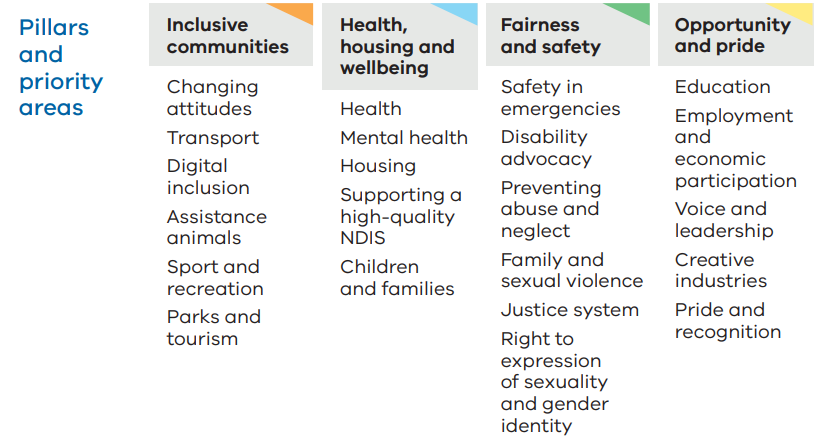 Pillars
and
priority
areas
Inclusive
communities
Changing
attitudes
Transport
Digital
inclusion
Assistance
animals
Sport and
recreation
Parks and
tourism
Health,
housing and
wellbeing
Health
Mental health
Housing
Supporting a
high-quality
NDIS
Children
and families
Fairness
and safety
Safety in
emergencies
Disability
advocacy
Preventing
abuse and
neglect
Family and
sexual violence
Justice system
Right to
expression
of sexuality
and gender
identity
Opportunity
and pride
Education
Employment
and
economic
participation
Voice and
leadership
Creative
industries
Pride and
recognition